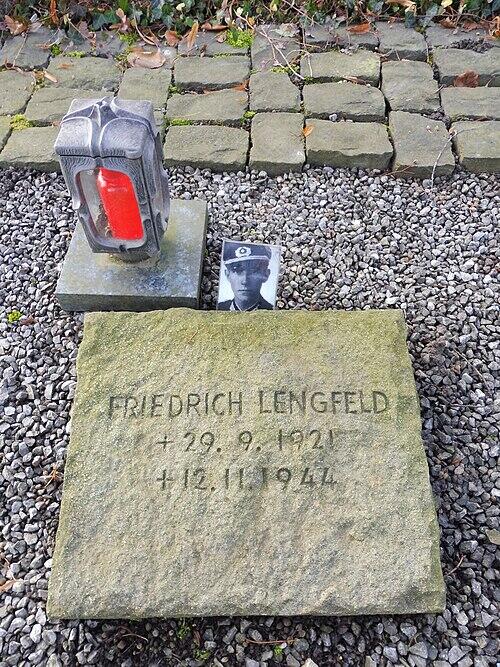 FRIEDRICH LENGFELD
+ 29. 9. 1921
+ 12. 11. 1944